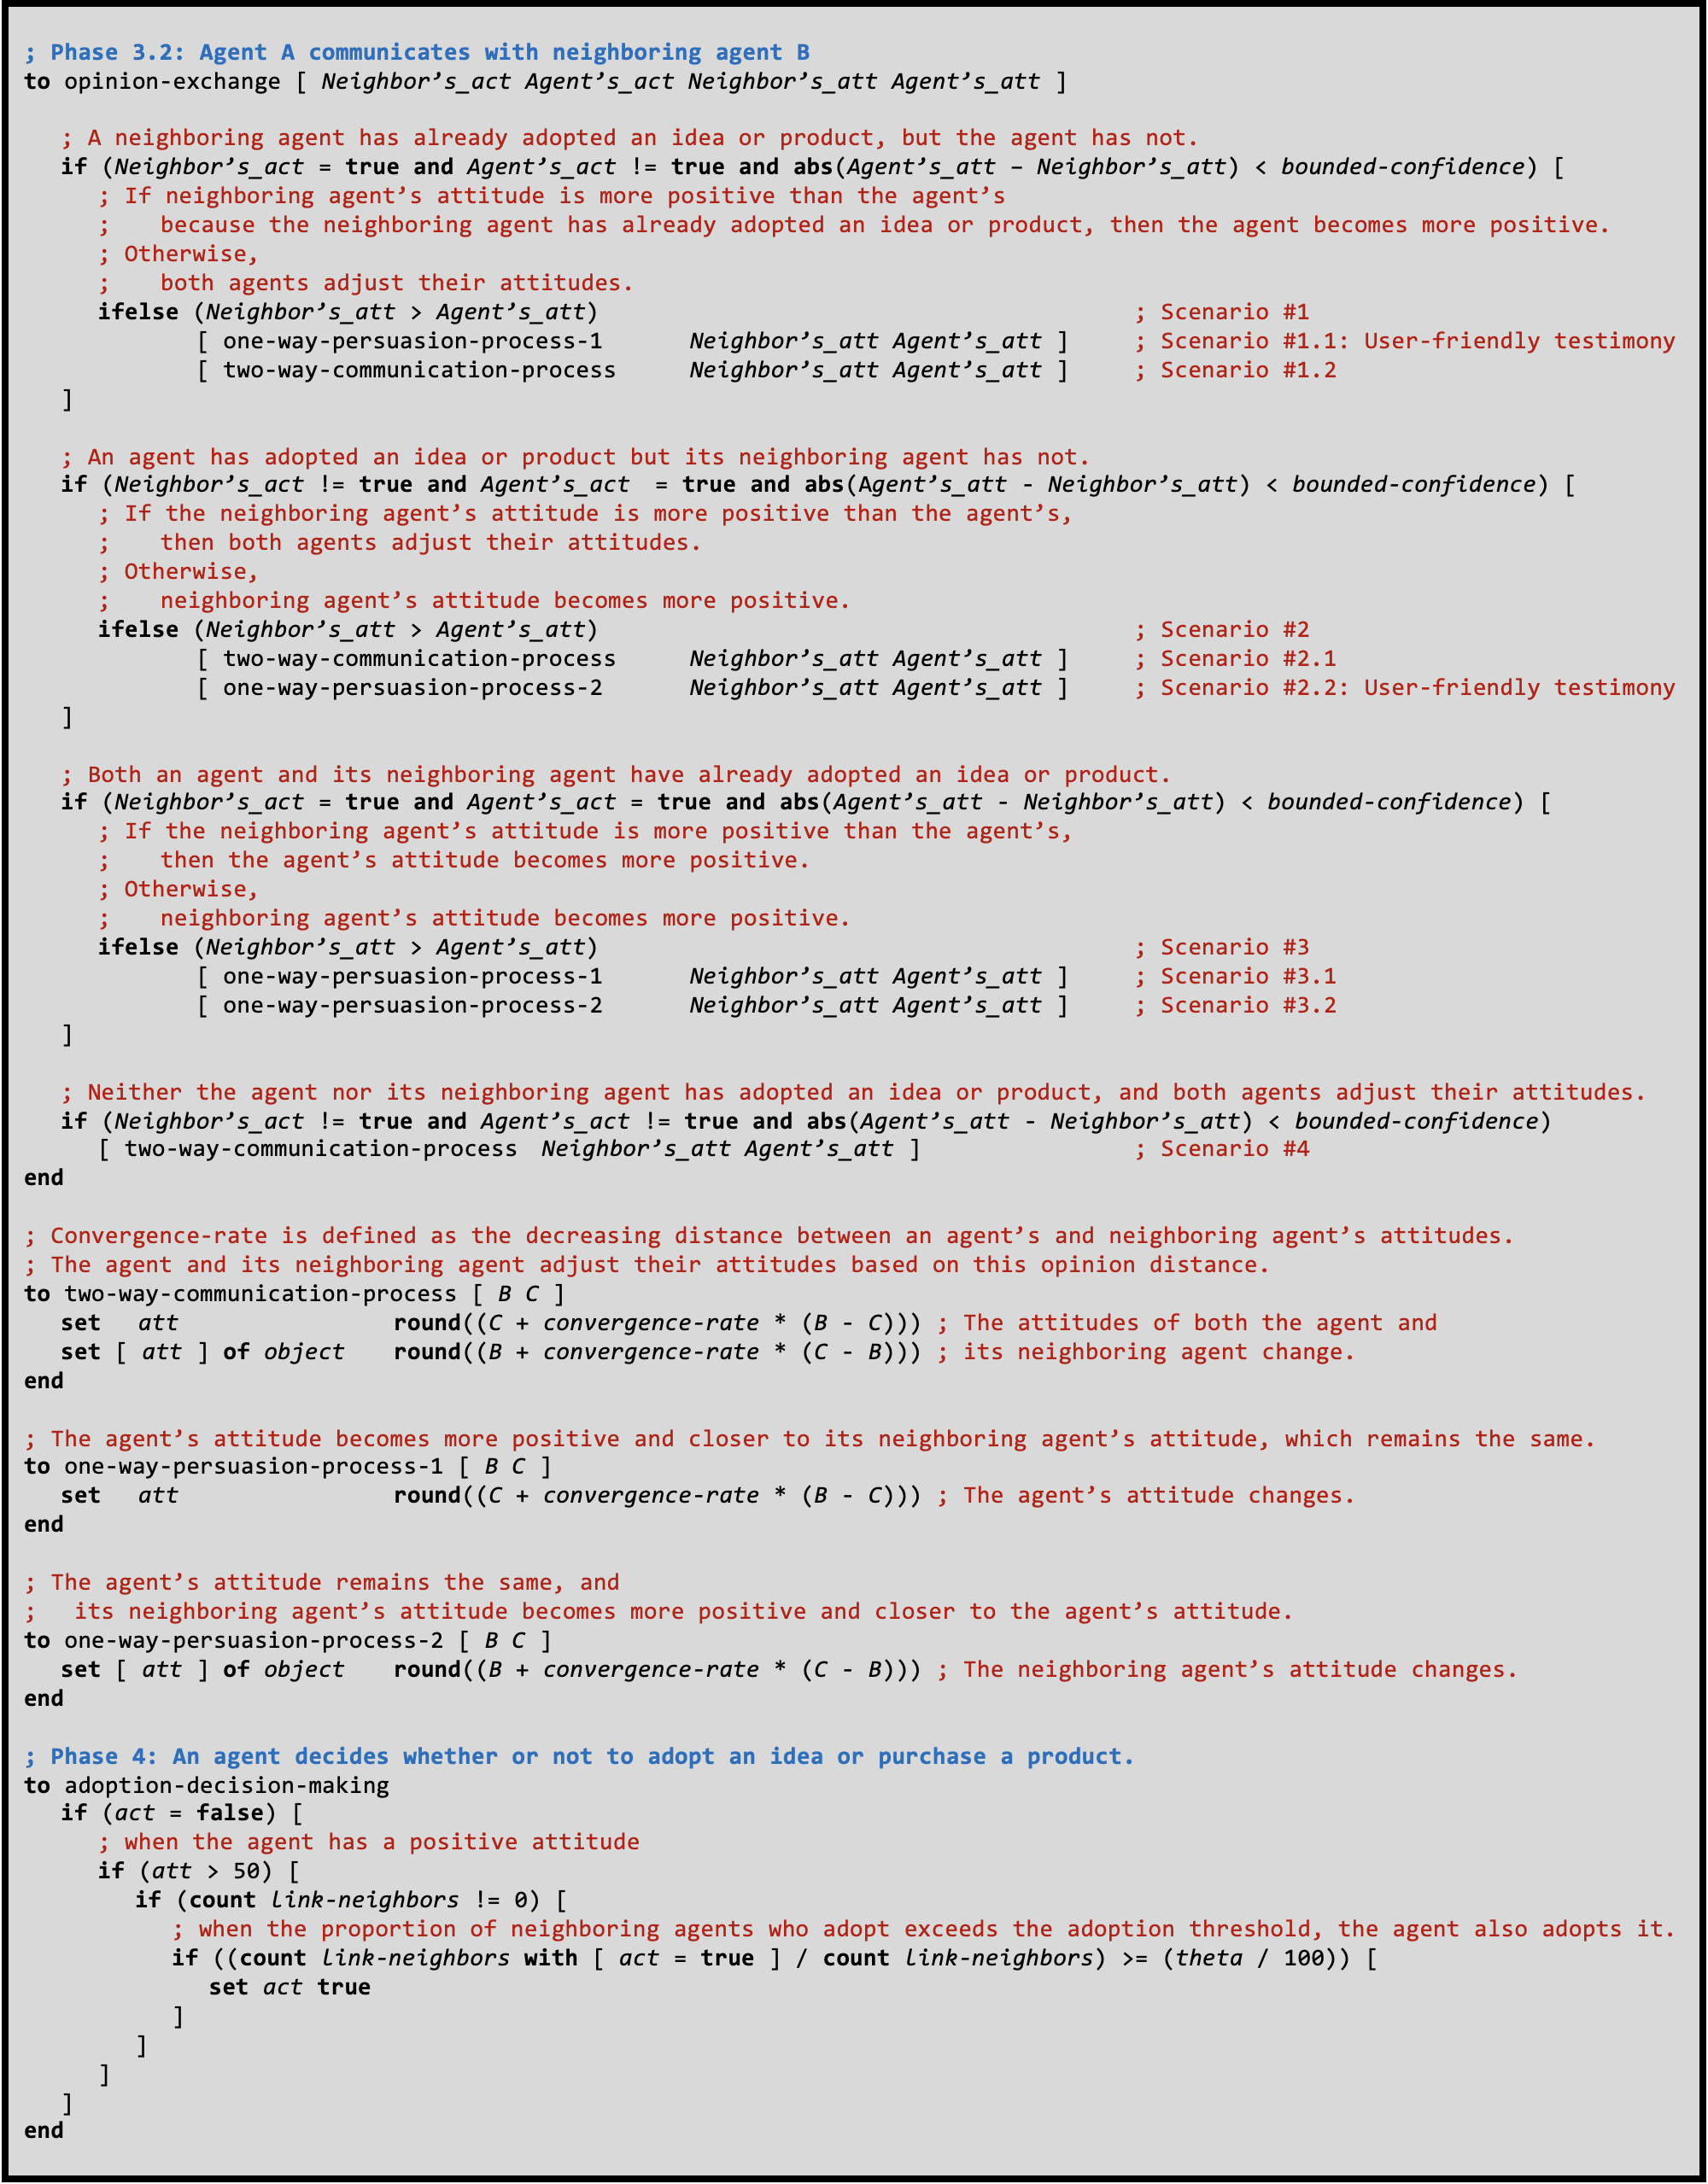 ; Phase 3.2: Agent A communicates with neighboring agent B
to opinion-exchange [ Neighbor’s_act Agent’s_act Neighbor’s_att Agent’s_att ]
; A neighboring agent has already adopted an idea or product, but the agent has not.
if (Neighbor’s_act = true and Agent’s_act != true and abs(Agent’s_att – Neighbor’s_att) < bounded-confidence) [
; If neighboring agent’s attitude is more positive than the agent’s
; because the neighboring agent has already adopted an idea or product, then the agent becomes more positive.
; Otherwise,
; both agents adjust their attitudes.
ifelse (Neighbor’s_att > Agent’s_att) ; Scenario #1
[ one-way-persuasion-process-1 Neighbor’s_att Agent’s_att ] ; Scenario #1.1: User-friendly testimony
[ two-way-communication-process Neighbor’s_att Agent’s_att ] ; Scenario #1.2
]
; An agent has adopted an idea or product but its neighboring agent has not.
if (Neighbor’s_act != true and Agent’s_act = true and abs(Agent’s_att - Neighbor’s_att) < bounded-confidence) [
; If the neighboring agent’s attitude is more positive than the agent’s,
; then both agents adjust their attitudes.
; Otherwise,
; neighboring agent’s attitude becomes more positive.
ifelse (Neighbor’s_att > Agent’s_att) ; Scenario #2
[ two-way-communication-process Neighbor’s_att Agent’s_att ] ; Scenario #2.1
[ one-way-persuasion-process-2 Neighbor’s_att Agent’s_att ] ; Scenario #2.2: User-friendly testimony
]
; Both an agent and its neighboring agent have already adopted an idea or product.
if (Neighbor’s_act = true and Agent’s_act = true and abs(Agent’s_att - Neighbor’s_att) < bounded-confidence) [
; If the neighboring agent’s attitude is more positive than the agent’s,
; then the agent’s attitude becomes more positive.
; Otherwise,
; neighboring agent’s attitude becomes more positive.
ifelse (Neighbor’s_att > Agent’s_att) ; Scenario #3
[ one-way-persuasion-process-1 Neighbor’s_att Agent’s_att ] ; Scenario #3.1
[ one-way-persuasion-process-2 Neighbor’s_att Agent’s_att ] ; Scenario #3.2
]
; Neither the agent nor its neighboring agent has adopted an idea or product, and both agents adjust their attitudes.
if (Neighbor’s_act != true and Agent’s_act != true and abs(Agent’s_att - Neighbor’s_att) < bounded-confidence)
[ two-way-communication-process Neighbor’s_att Agent’s_att ] ; Scenario #4
end
; Convergence-rate is defined as the decreasing distance between an agent’s and neighboring agent’s attitudes.
; The agent and its neighboring agent adjust their attitudes based on this opinion distance.
to two-way-communication-process [ B C ]
set att round((C + convergence-rate * (B - C))) ; The attitudes of both the agent and
set [ att ] of object round((B + convergence-rate * (C - B))) ; its neighboring agent change.
end
; The agent’s attitude becomes more positive and closer to its neighboring agent’s attitude, which remains the same.
to one-way-persuasion-process-1 [ B C ]
set att round((C + convergence-rate * (B - C))) ; The agent’s attitude changes.
end
; The agent’s attitude remains the same, and
; its neighboring agent’s attitude becomes more positive and closer to the agent’s attitude.
to one-way-persuasion-process-2 [ B C ]
set [ att ] of object round((B + convergence-rate * (C - B))) ; The neighboring agent’s attitude changes.
end
; Phase 4: An agent decides whether or not to adopt an idea or purchase a product.
to adoption-decision-making
if (act = false) [
; when the agent has a positive attitude
if (att > 50) [
if (count link-neighbors != 0) [
; when the proportion of neighboring agents who adopt exceeds the adoption threshold, the agent also adopts it.
if ((count link-neighbors with [ act = true ] / count link-neighbors) >= (theta / 100)) [
set act true
]
]
]
]
end